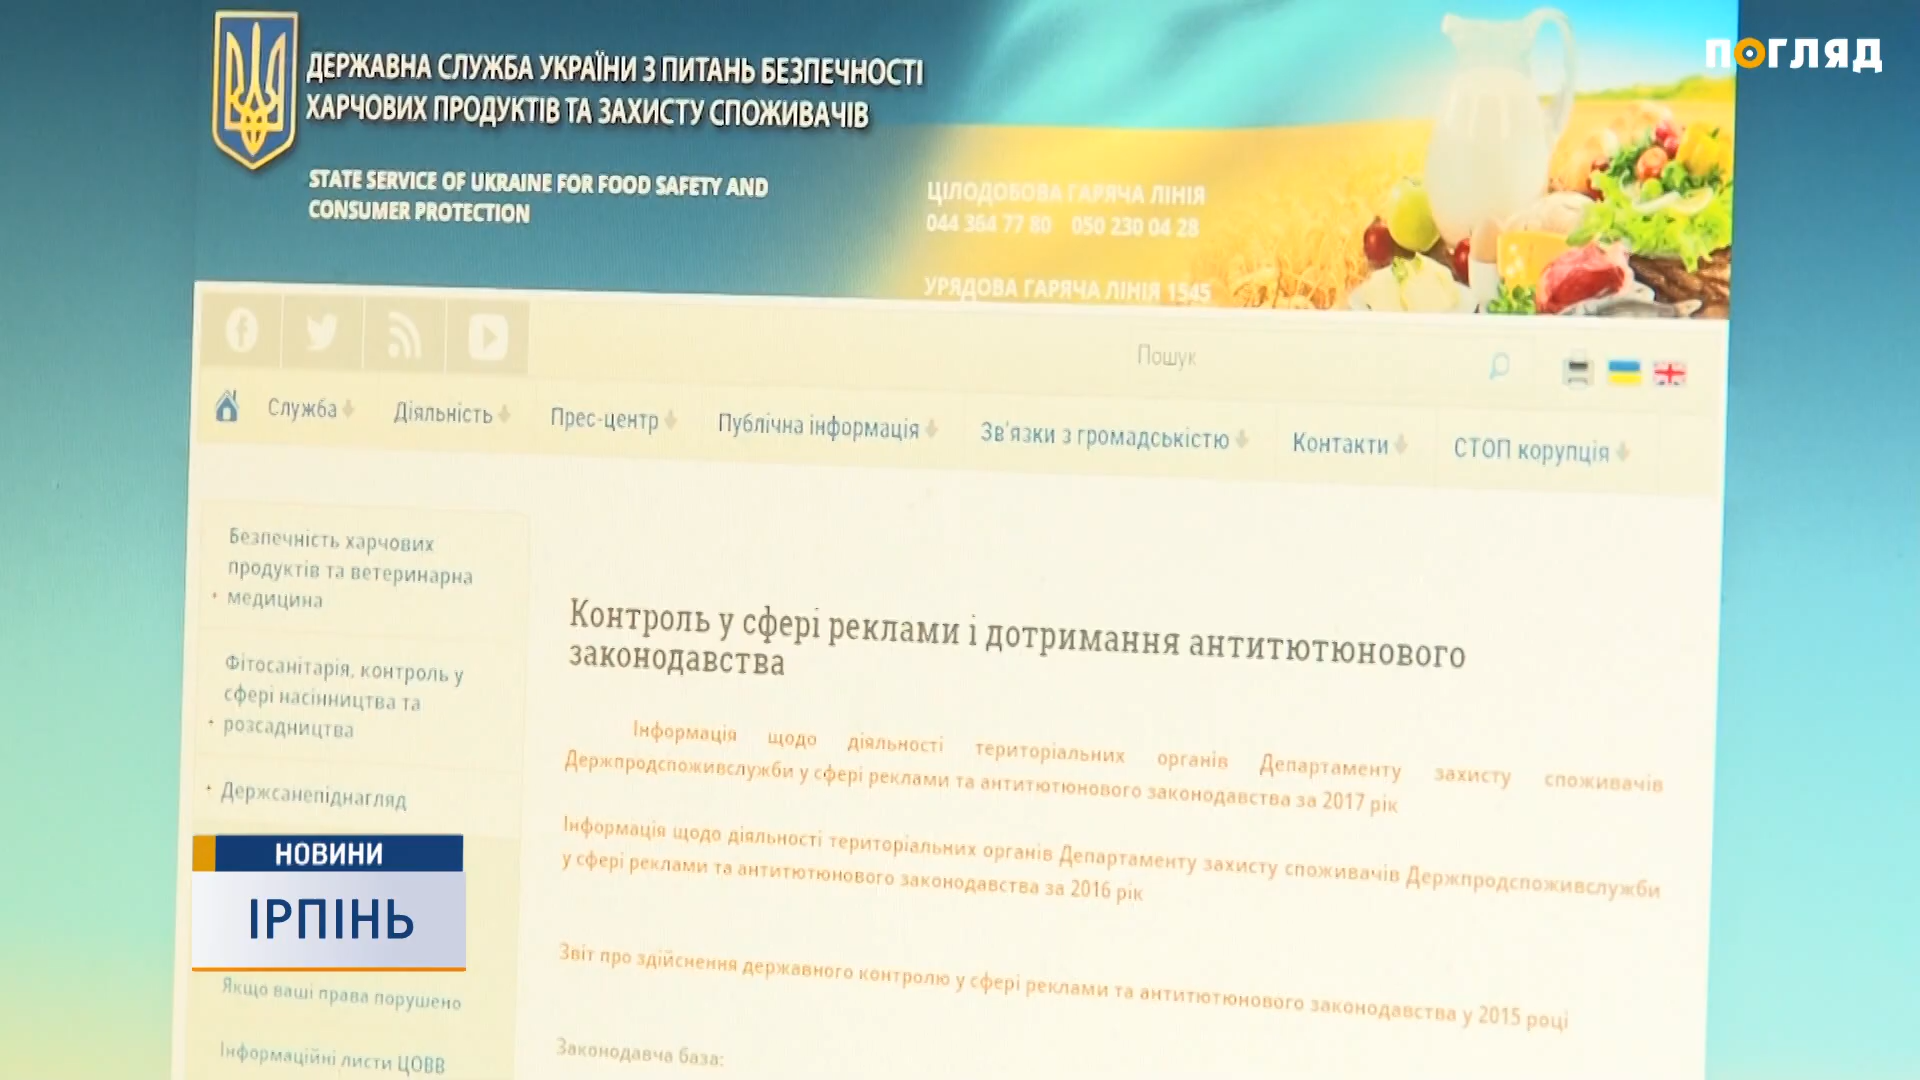 ПОГЛЯД
ДЕРЖАВНА СЛУЖБА УКРАЇНИ З ПИТАНЬ БЕЗПЕЧНОСТІ
ХАРЧОВИХ ПРОДУКТІВ ТА ЗАХИСТУ СПОЖИВАЧІВ
STATE SERVICE OF UKRAINE FOR FOOD SAFETY AND
CONSUMER PROTECTION
ЦІЛОДОБОВА ГАРЯЧА ЛІНІЯ
044 364 77 80 050 230 04 28
УРЯДОВА ГАРЯЧА ЛІНІЯ 1545
Пошук
Служба Діяльність Прес-центр Публічна інформація Зв'язки з громадськістю Контакти СТОП корупція
Безпечність харчових
продуктів та ветеринарна
медицина
Фітосанітарія, контроль у
сфері насінництва та
розсадництва
Держсанепіднагляд
НОВИНИ
ІРПІНЬ
Якщо ваші права порушено
Інформаційні листи ЦОВВ
Контроль у сфері реклами і дотримання антитютюнового
законодавства
Інформація щодо діяльності територіальних органів Департаменту захисту споживачів
Держпродспоживслужби у сфері реклами та антитютюнового законодавства за 2017 рік
Інформація щодо діяльності територіальних органів Департаменту захисту споживачів Держпродспоживслужби
у сфері реклами та антитютюнового законодавства за 2016 рік
Звіт про здійснення державного контролю у сфері реклами та антитютюнового законодавства у 2015 році
Законодавча база: